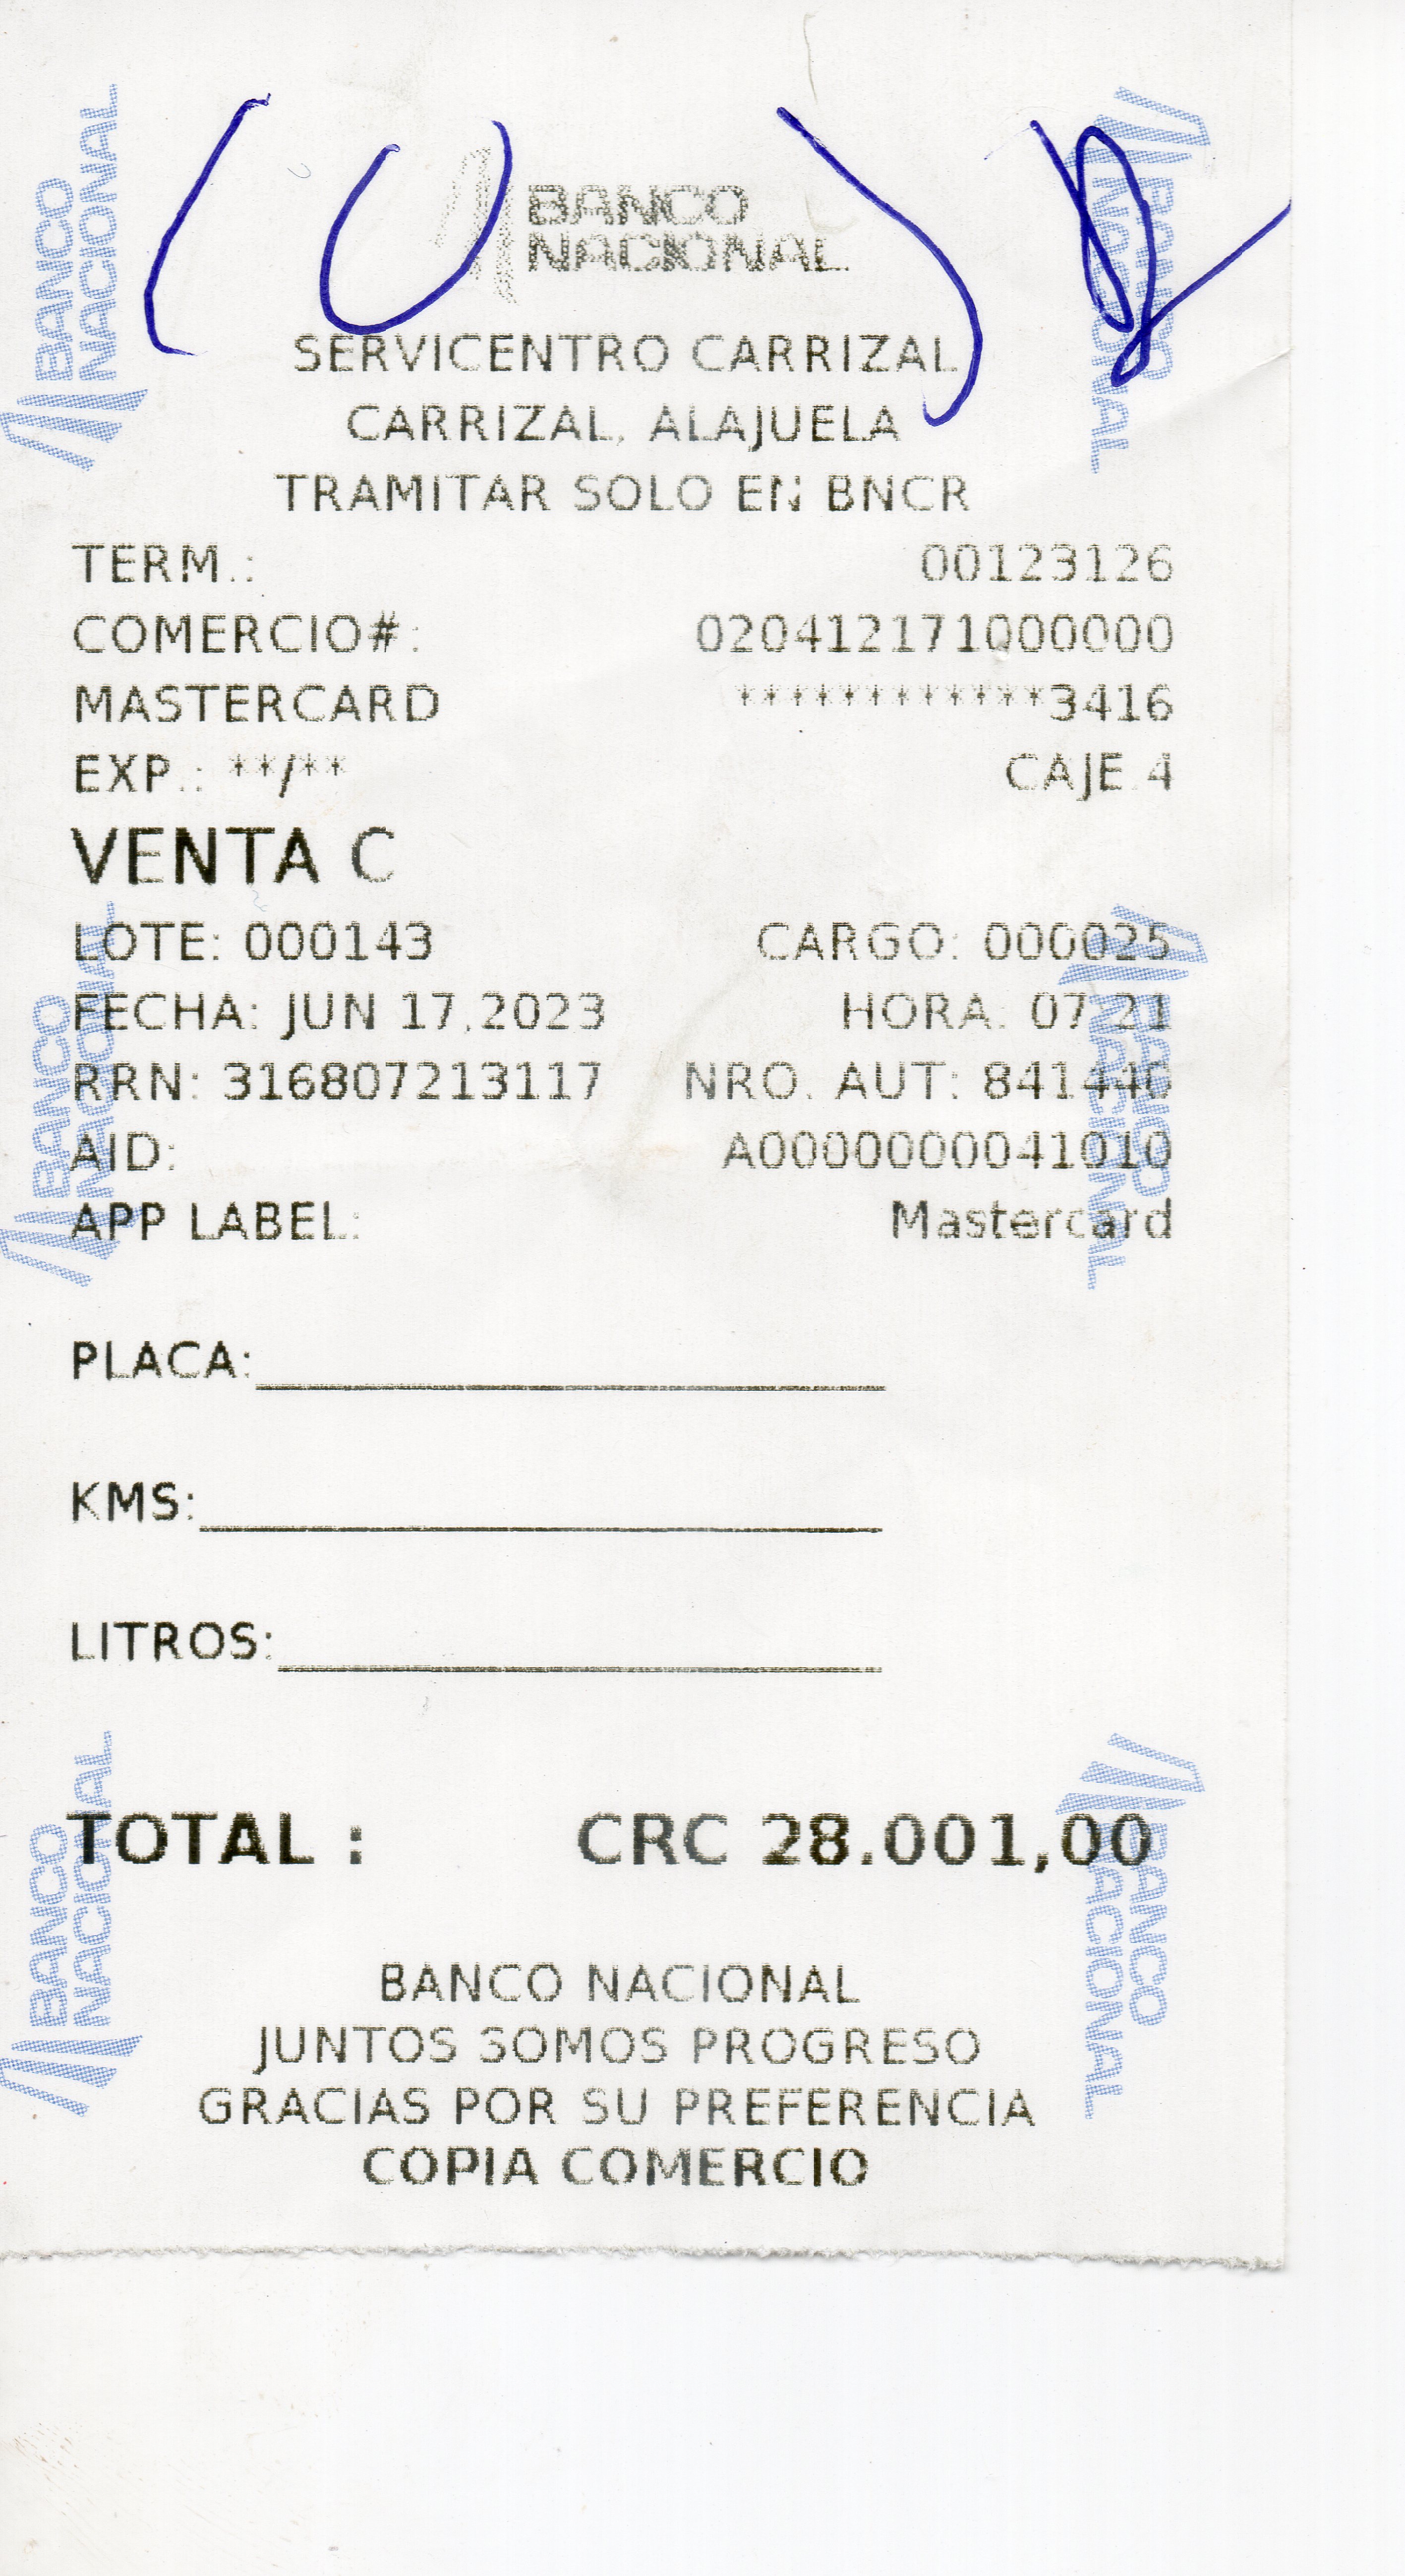 BANCO
NACIONAL
SERVICENTRO CARRIZAL
CARRIZAL, ALAJUELA
TRAMITAR SOLO EN BNCR
TERM.: 00123126
COMERCIO#: 020412171000000
MASTERCARD ************3416
EXP.: **/** CAJE.4
VENTA C
LOTE: 000143 CARGO: 000025
FECHA: JUN 17,2023 HORA: 07:21
RRN: 316807213117 NRO. AUT: 841440
AID: A0000000041010
APP LABEL: Mastercard
PLACA:
KMS:
LITROS:
TOTAL : CRC 28.001,00
BANCO NACIONAL
JUNTOS SOMOS PROGRESO
GRACIAS POR SU PREFERENCIA
COPIA COMERCIO
BANCO
NACIONAL
BANCO
NACIONAL
BANCO
NACIONAL
BANCO
NACIONAL
BANCO
NACIONAL
BANCO
NACIONAL